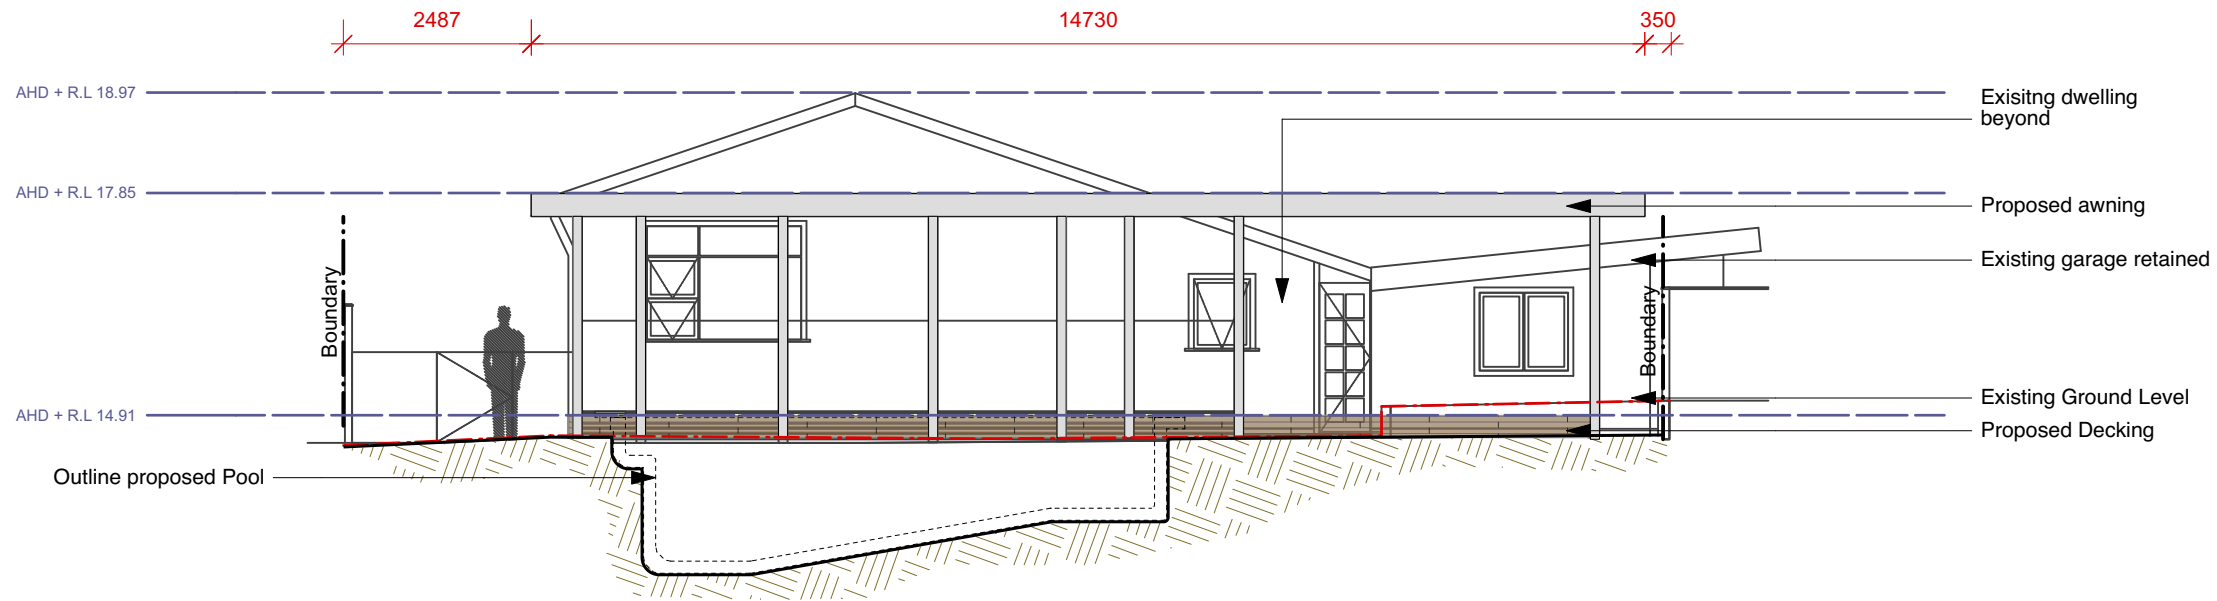 2487
14730
350
AHD + R.L 18.97
Exisitng dwelling
beyond
AHD + R.L 17.85
Proposed awning
Existing garage retained
Boundary
Boundary
Existing Ground Level
AHD + R.L 14.91
Proposed Decking
Outline proposed Pool